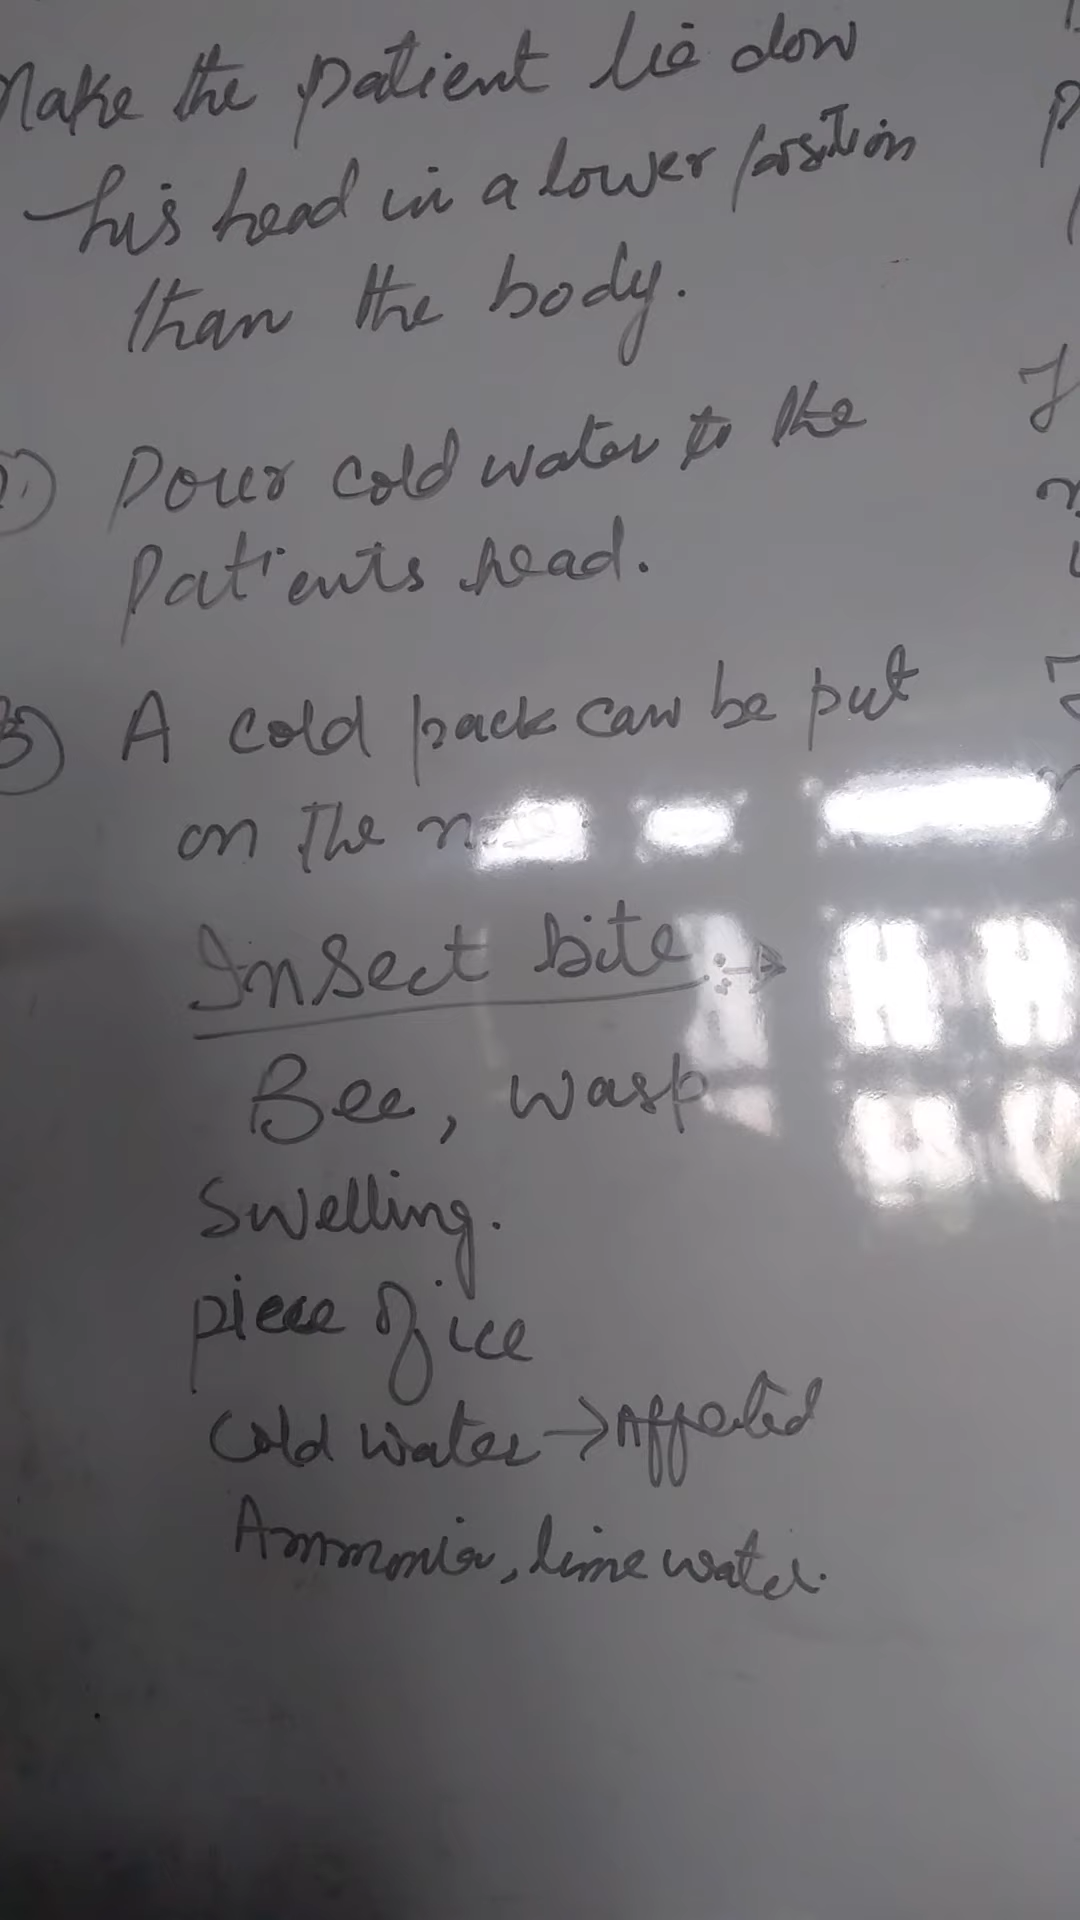 Make the patient lie dow
his head in a lower position
than the body.
Pour cold water to the
Patients head.
3) A cold pack can be put
on the
Insect bite :→
Bee, wasp
Swelling.
piece of ice
Cold water → Affected
Ammonia, lime water.